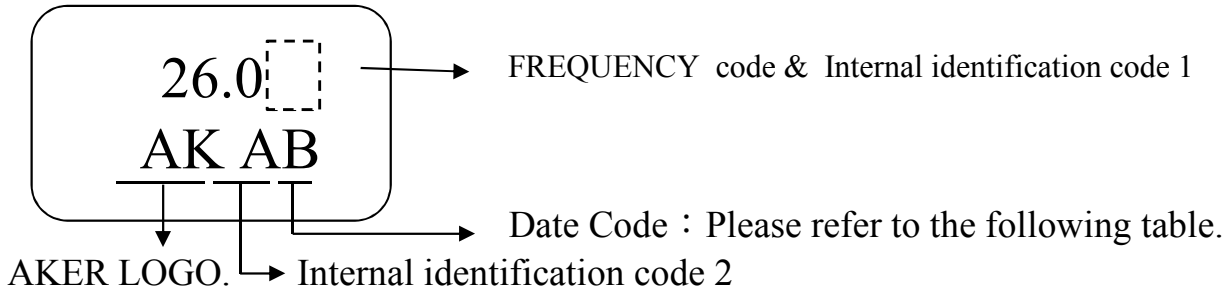 26.0 FREQUENCY code & Internal identification code 1
AK AB
Date Code：Please refer to the following table.
AKER LOGO. Internal identification code 2